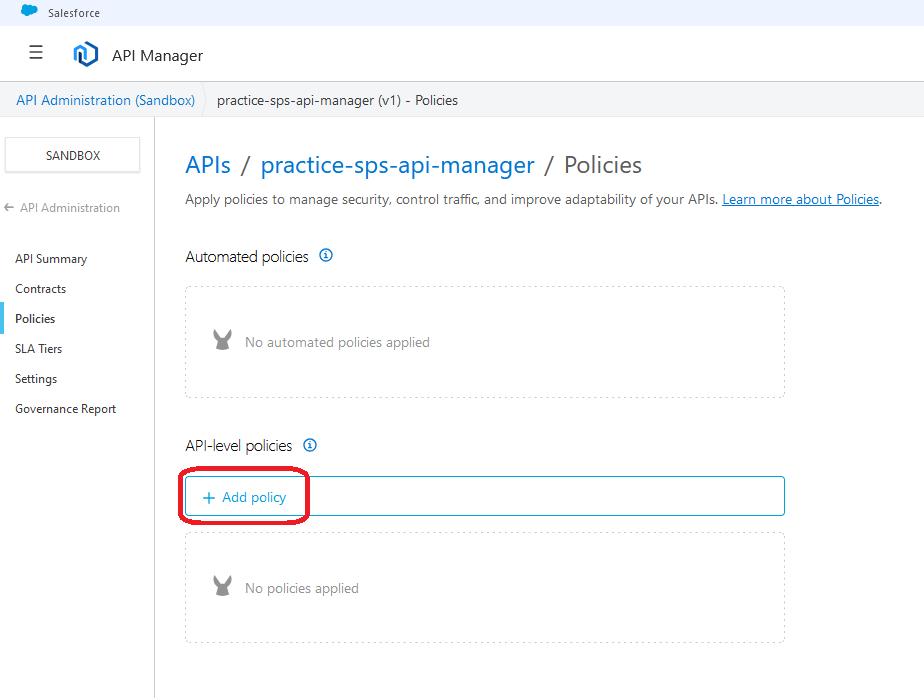 Salesforce
API Manager
API Administration (Sandbox) practice-sps-api-manager (v1) - Policies
SANDBOX
API Administration
API Summary
Contracts
Policies
SLA Tiers
Settings
Governance Report
APIs / practice-sps-api-manager / Policies
Apply policies to manage security, control traffic, and improve adaptability of your APIs. Learn more about Policies.
Automated policies
No automated policies applied
API-level policies
+ Add policy
No policies applied